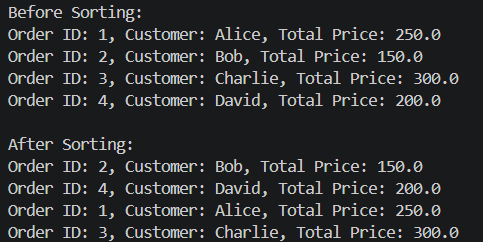 Before Sorting:
Order ID: 1, Customer: Alice, Total Price: 250.0
Order ID: 2, Customer: Bob, Total Price: 150.0
Order ID: 3, Customer: Charlie, Total Price: 300.0
Order ID: 4, Customer: David, Total Price: 200.0

After Sorting:
Order ID: 2, Customer: Bob, Total Price: 150.0
Order ID: 4, Customer: David, Total Price: 200.0
Order ID: 1, Customer: Alice, Total Price: 250.0
Order ID: 3, Customer: Charlie, Total Price: 300.0